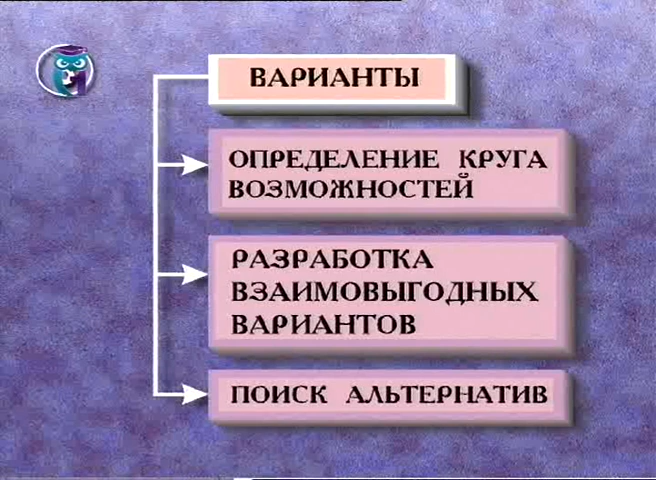 ВАРИАНТЫ
ОПРЕДЕЛЕНИЕ КРУГА
ВОЗМОЖНОСТЕЙ
РАЗРАБОТКА
ВЗАИМОВЫГОДНЫХ
ВАРИАНТОВ
ПОИСК АЛЬТЕРНАТИВ